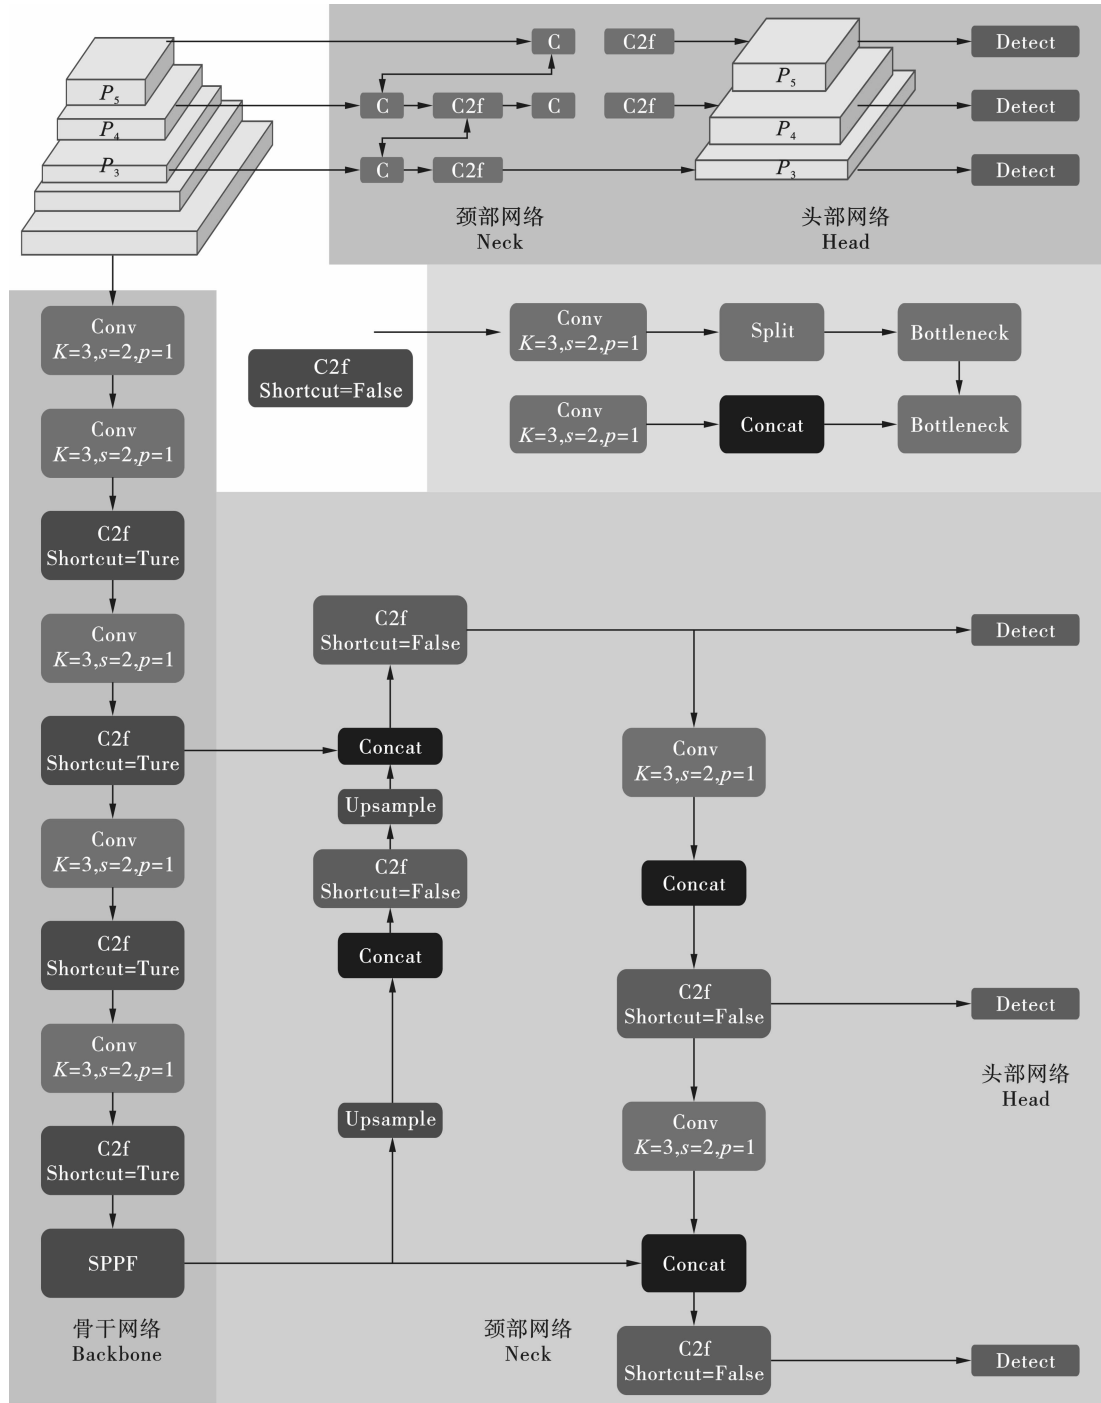 C
C2f
Detect
P5
C
C2f
C
C2f
P5
Detect
P4
P4
P3
C
C2f
P3
Detect
颈部网络
Neck
头部网络
Head
Conv
K=3,s=2,p=1
Conv
K=3,s=2,p=1
C2f
Shortcut=Ture
Conv
K=3,s=2,p=1
C2f
Shortcut=Ture
Conv
K=3,s=2,p=1
C2f
Shortcut=Ture
Conv
K=3,s=2,p=1
C2f
Shortcut=Ture
SPPF
骨干网络
Backbone
C2f
Shortcut=False
Conv
K=3,s=2,p=1
Split
Bottleneck
Conv
K=3,s=2,p=1
Concat
Bottleneck
C2f
Shortcut=False
Concat
Upsample
C2f
Shortcut=False
Concat
Upsample
颈部网络
Neck
Conv
K=3,s=2,p=1
Concat
C2f
Shortcut=False
Conv
K=3,s=2,p=1
Concat
C2f
Shortcut=False
Detect
Detect
头部网络
Head
Detect